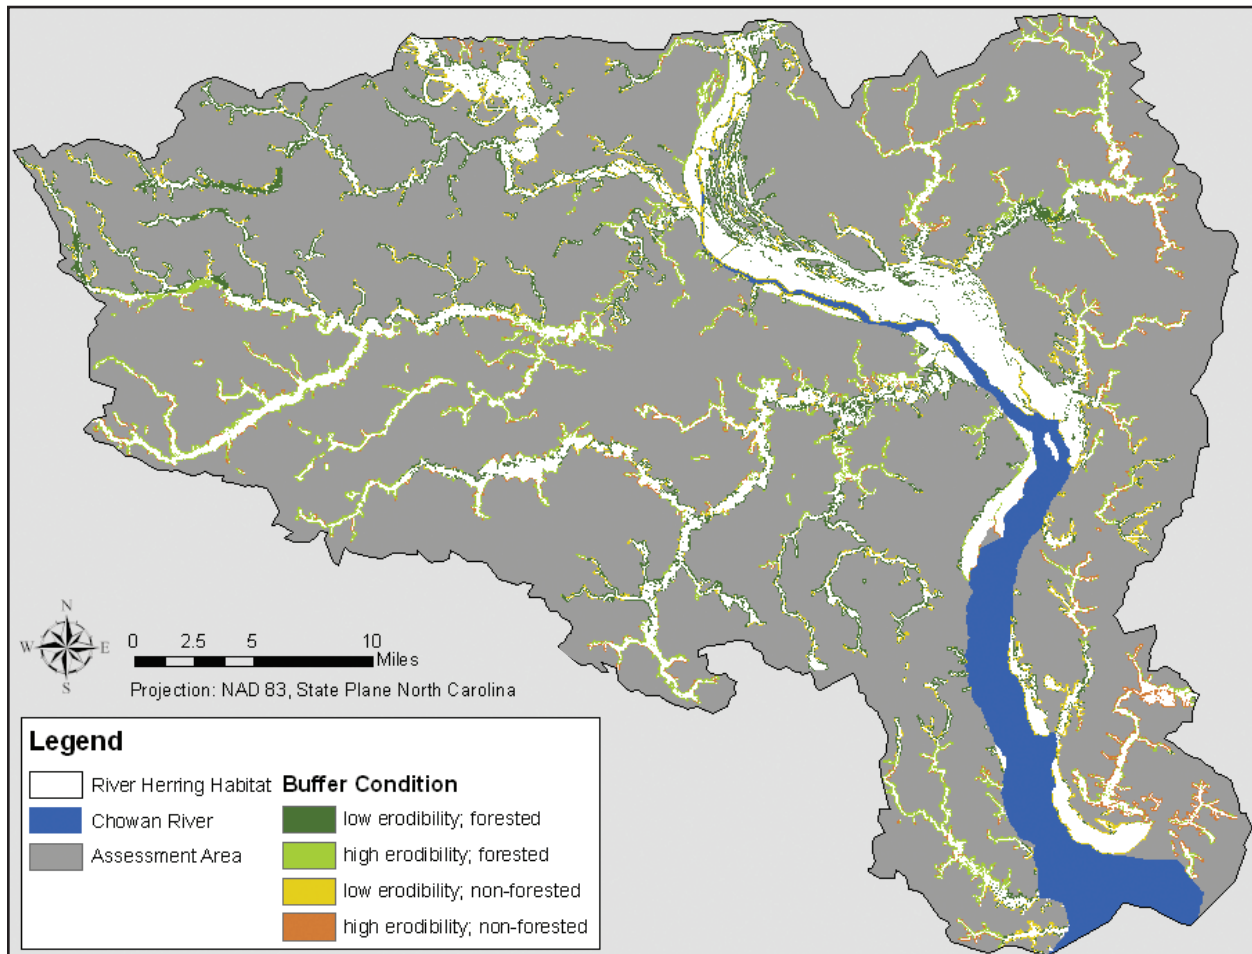 N
W E
S
0 2.5 5 10
Miles
Projection: NAD 83, State Plane North Carolina
Legend
River Herring Habitat
Chowan River
Assessment Area
Buffer Condition
low erodibility; forested
high erodibility; forested
low erodibility; non-forested
high erodibility; non-forested